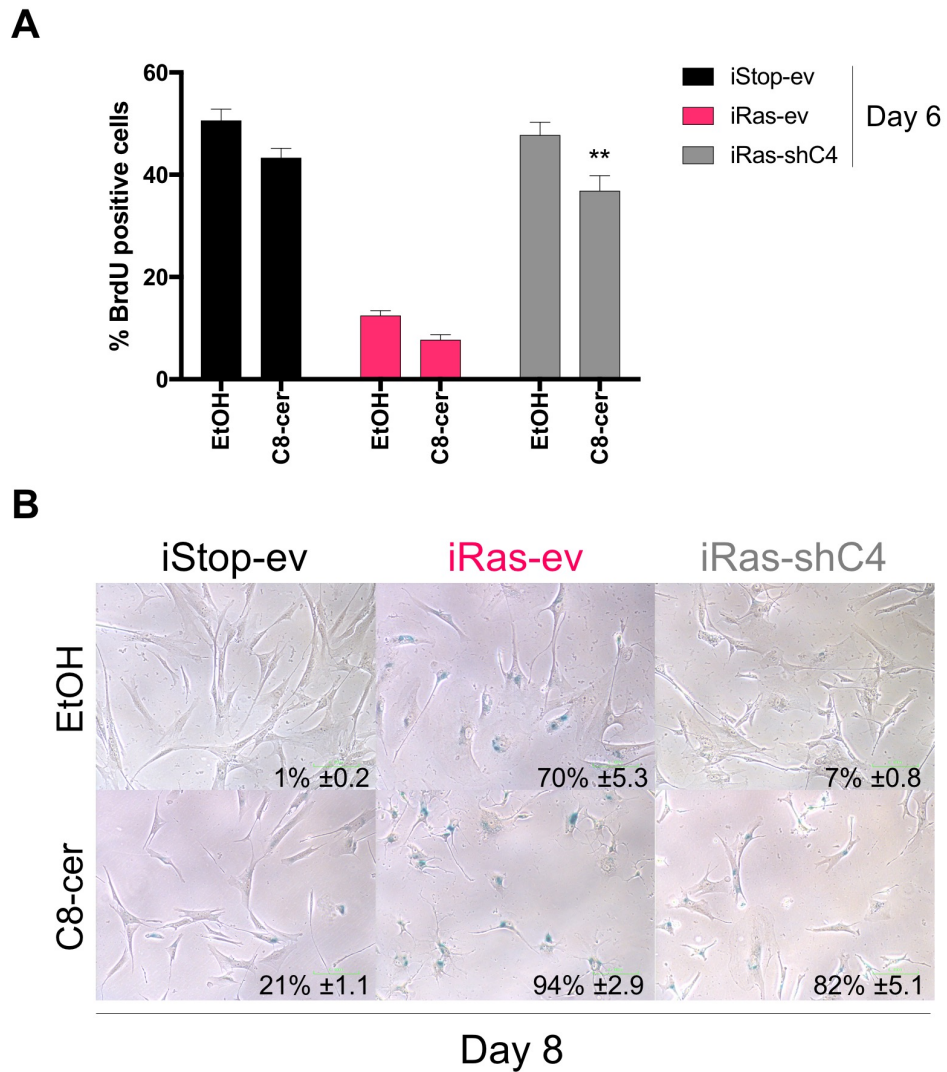 A
60
40
20
0
% BrdU positive cells
**
EtOH
C8-cer
EtOH
C8-cer
EtOH
C8-cer
iStop-ev
iRas-ev
iRas-shC4
Day 6
B
iStop-ev iRas-ev iRas-shC4
EtOH
1% ±0.2 70% ±5.3 7% ±0.8
C8-cer
21% ±1.1 94% ±2.9 82% ±5.1
Day 8